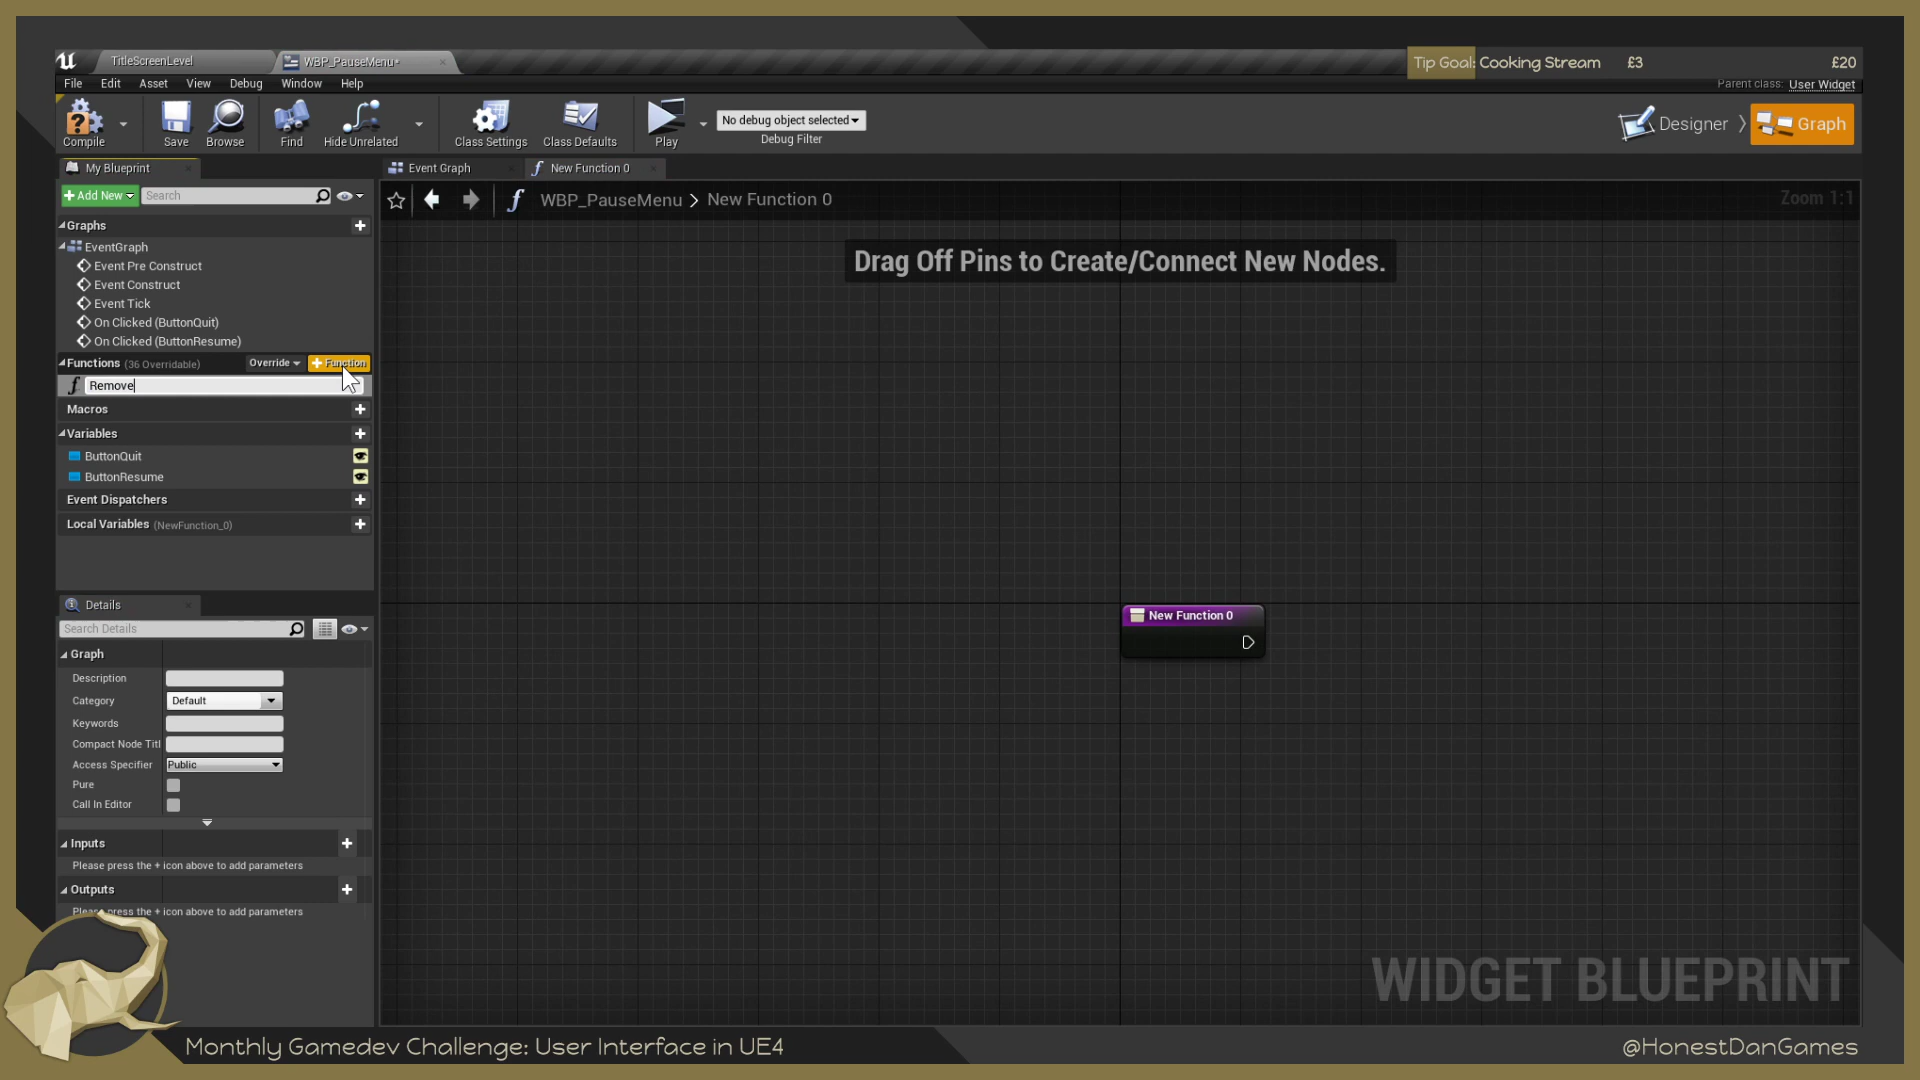 TitleScreenLevel
WBP_PauseMenu*
Tip Goal: Cooking Stream £3 £20
File Edit Asset View Debug Window Help
Parent class: User Widget
Compile
Save
Browse
Find
Hide Unrelated
Class Settings
Class Defaults
Play
No debug object selected
Debug Filter
Designer
Graph
My Blueprint
Event Graph
New Function 0
Add New
Search
WBP_PauseMenu > New Function 0
Zoom 1:1
Graphs
EventGraph
Event Pre Construct
Event Construct
Event Tick
On Clicked (ButtonQuit)
On Clicked (ButtonResume)
Functions (36 Overridable) Override + Function
Remove
Macros
Variables
ButtonQuit
ButtonResume
Event Dispatchers
Local Variables (NewFunction_0)
Drag Off Pins to Create/Connect New Nodes.
New Function 0
Details
Search Details
Graph
Description
Category Default
Keywords
Compact Node Titl
Access Specifier Public
Pure
Call In Editor
Inputs
Please press the + icon above to add parameters
Outputs
Please press the + icon above to add parameters
WIDGET BLUEPRINT
Monthly Gamedev Challenge: User Interface in UE4
@HonestDanGames